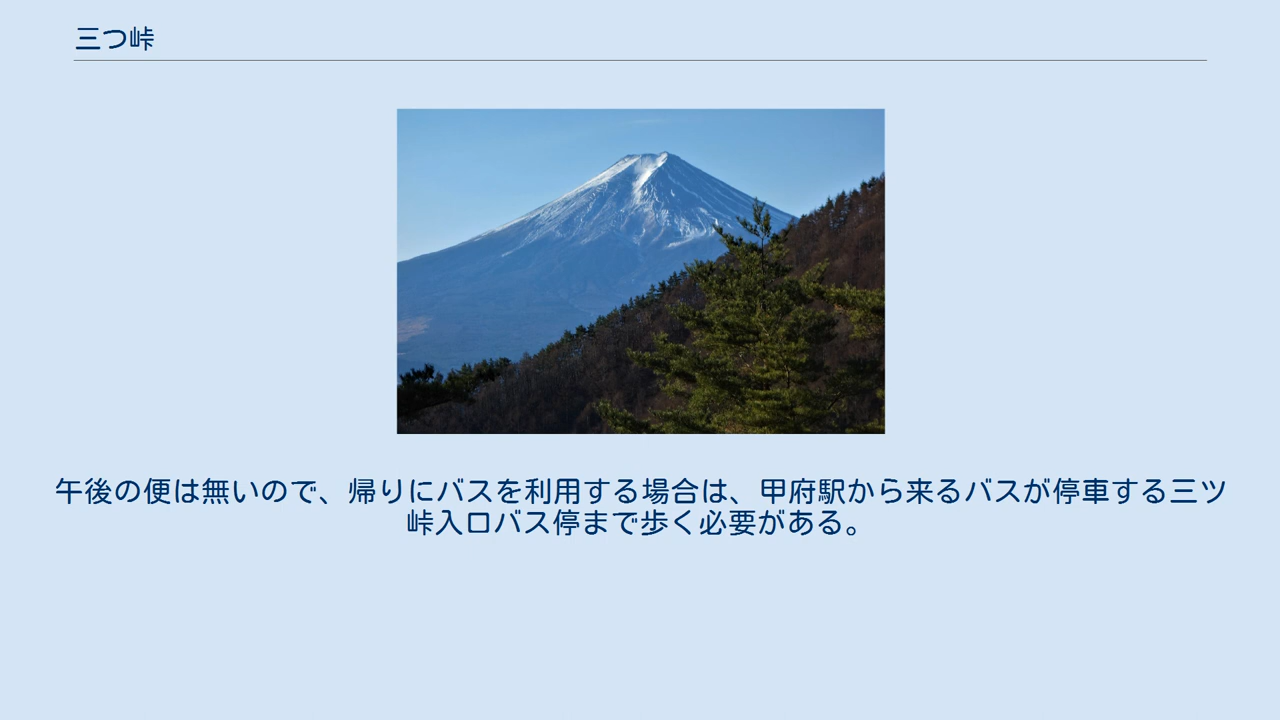 三つ峠
午後の便は無いので、帰りにバスを利用する場合は、甲府駅から来るバスが停車する三ツ
峠入口バス停まで歩く必要がある。